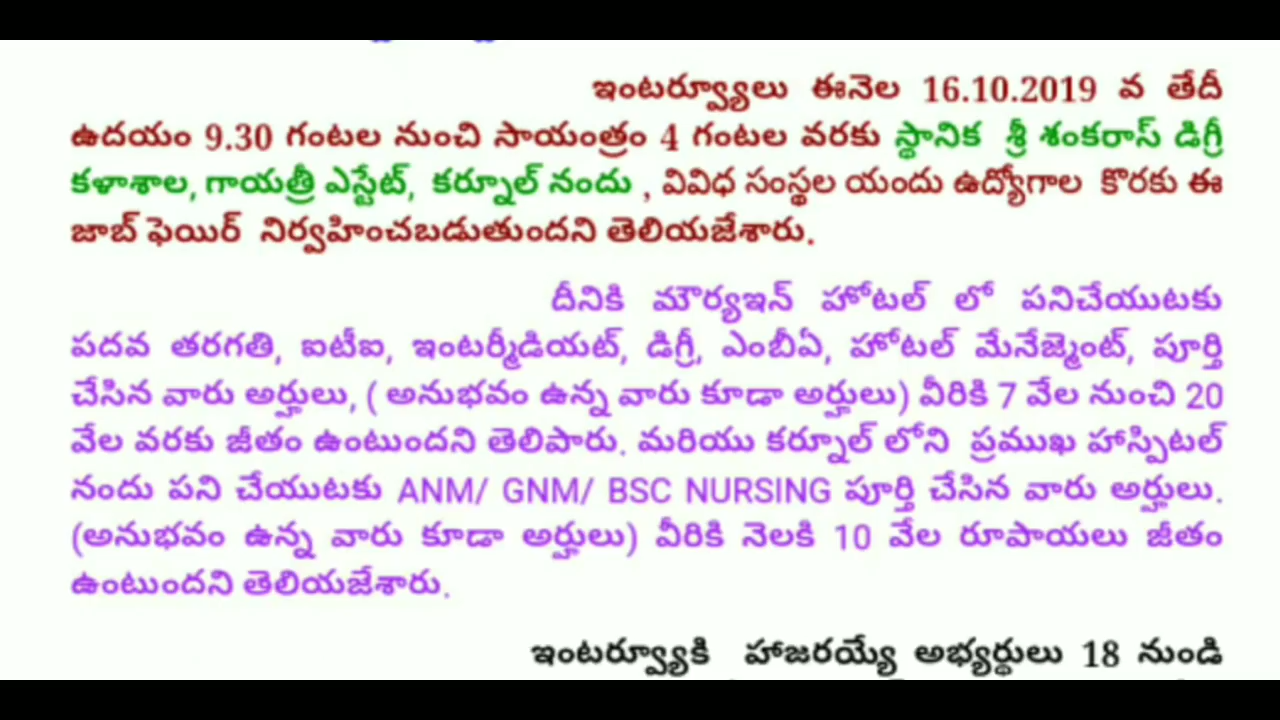 ఇంటర్వ్యూలు ఈనెల 16.10.2019 వ తేదీ
ఉదయం 9.30 గంటల నుంచి సాయంత్రం 4 గంటల వరకు స్థానిక శ్రీ శంకరాస్ డిగ్రీ
కళాశాల, గాయత్రీ ఎస్టేట్, కర్నూల్ నందు , వివిధ సంస్థల యందు ఉద్యోగాల కొరకు ఈ
జాబ్ ఫెయిర్ నిర్వహించబడుతుందని తెలియజేశారు.
దీనికి మౌర్యఇన్ హోటల్ లో పనిచేయుటకు
పదవ తరగతి, ఐటీఐ, ఇంటర్మీడియట్, డిగ్రీ, ఎంబీఏ, హోటల్ మేనేజ్మెంట్, పూర్తి
చేసిన వారు అర్హులు, ( అనుభవం ఉన్న వారు కూడా అర్హులు) వీరికి 7 వేల నుంచి 20
వేల వరకు జీతం ఉంటుందని తెలిపారు. మరియు కర్నూల్ లోని ప్రముఖ హాస్పిటల్
నందు పని చేయుటకు ANM/ GNM/ BSC NURSING పూర్తి చేసిన వారు అర్హులు.
(అనుభవం ఉన్న వారు కూడా అర్హులు) వీరికి నెలకి 10 వేల రూపాయలు జీతం
ఉంటుందని తెలియజేశారు.
ఇంటర్వ్యూకి హాజరయ్యే అభ్యర్థులు 18 నుండి